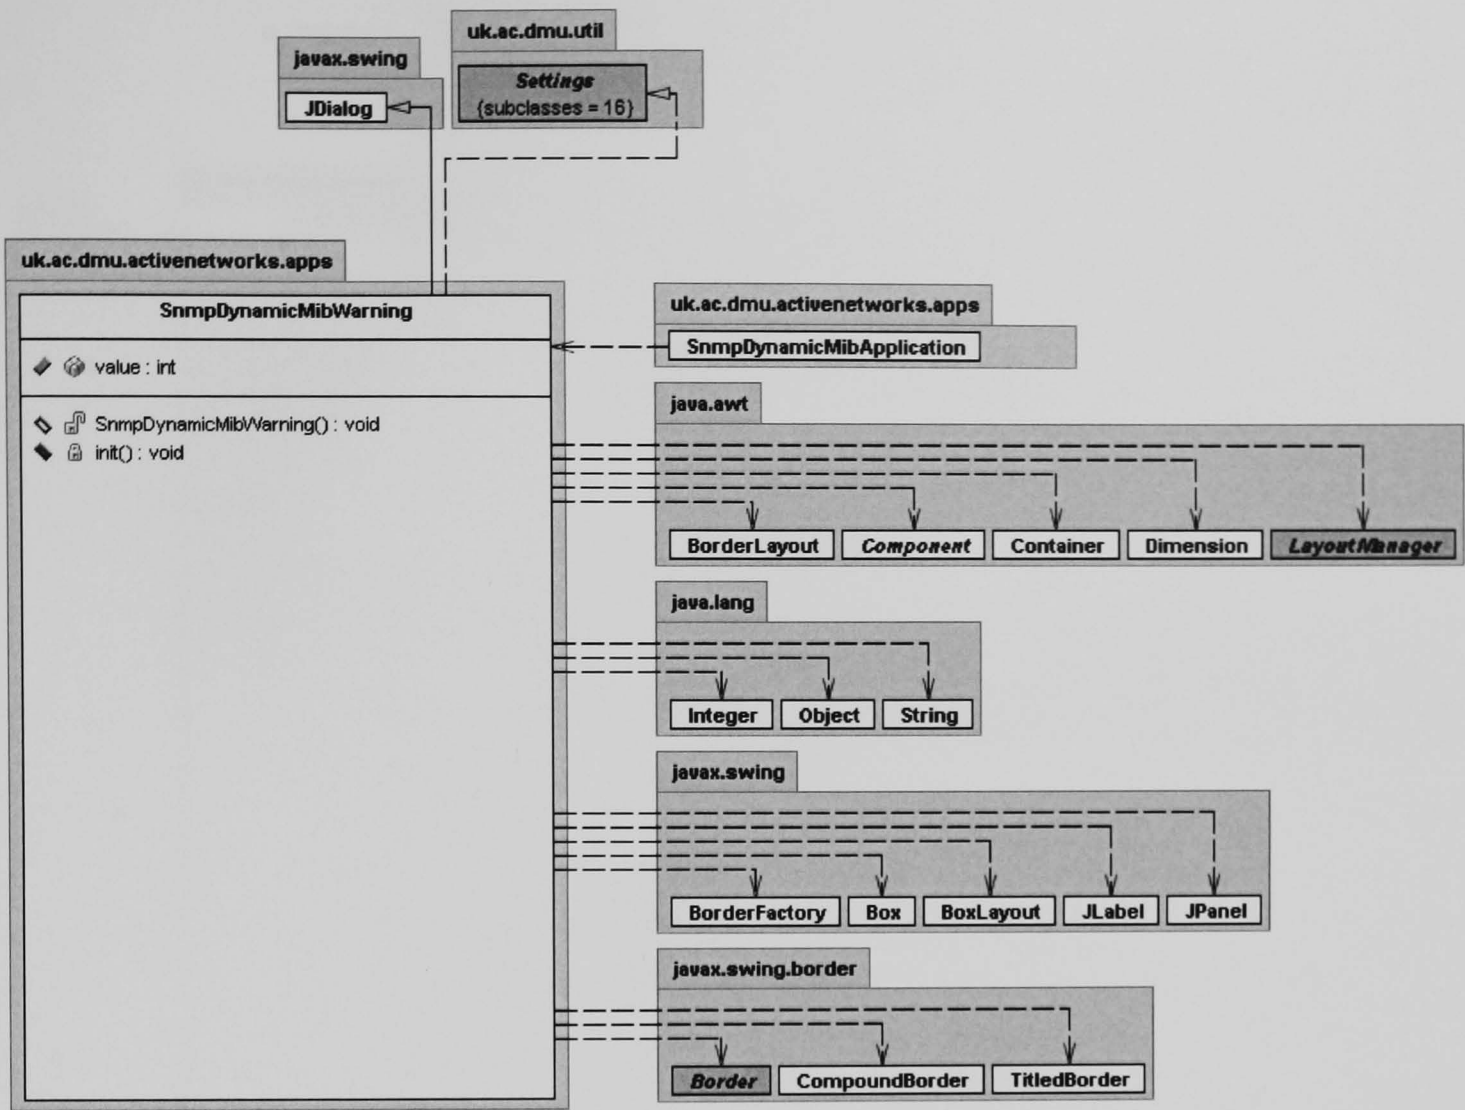 uk.ac.dmu.util
javax.swing
Settings
{subclasses = 16}
JDialog
uk.ac.dmu.activenetworks.apps
SnmpDynamicMibWarning
value : int
SnmpDynamicMibWarning() : void
init() : void
uk.ac.dmu.activenetworks.apps
SnmpDynamicMibApplication
java.awt
BorderLayout
Component
Container
Dimension
LayoutManager
java.lang
Integer
Object
String
javax.swing
BorderFactory
Box
BoxLayout
JLabel
JPanel
javax.swing.border
Border
CompoundBorder
TitledBorder